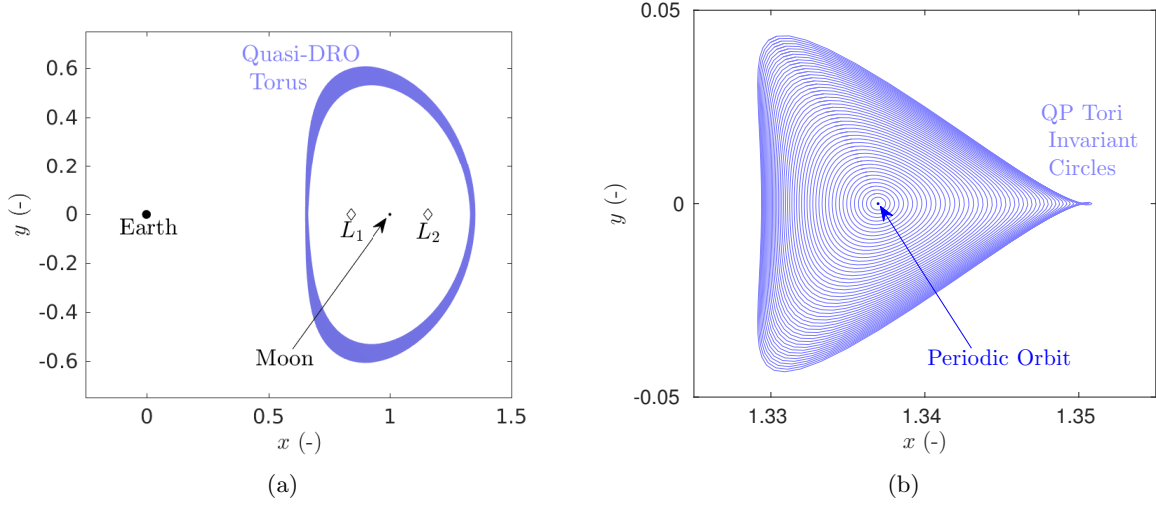 Quasi-DRO
Torus
0.6
0.4
0.2
0
-0.2
-0.4
-0.6
y (-)
Earth
L1
L2
Moon
0
0.5
1
1.5
x (-)
(a)
0.05
0
-0.05
y (-)
QP Tori
Invariant
Circles
Periodic Orbit
1.33
1.34
1.35
x (-)
(b)